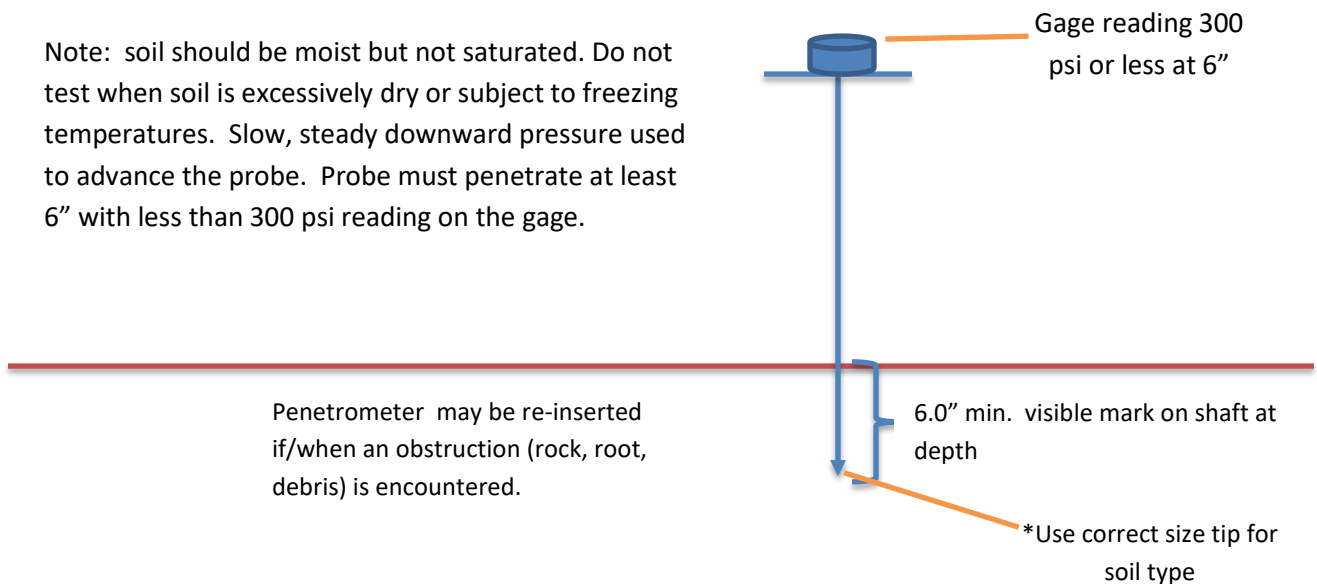 Note:  soil should be moist but not saturated. Do not
test when soil is excessively dry or subject to freezing
temperatures.  Slow, steady downward pressure used
to advance the probe.  Probe must penetrate at least
6” with less than 300 psi reading on the gage.
Gage reading 300
psi or less at 6”
Penetrometer  may be re-inserted
if/when an obstruction (rock, root,
debris) is encountered.
6.0” min.  visible mark on shaft at
depth
*Use correct size tip for
soil type